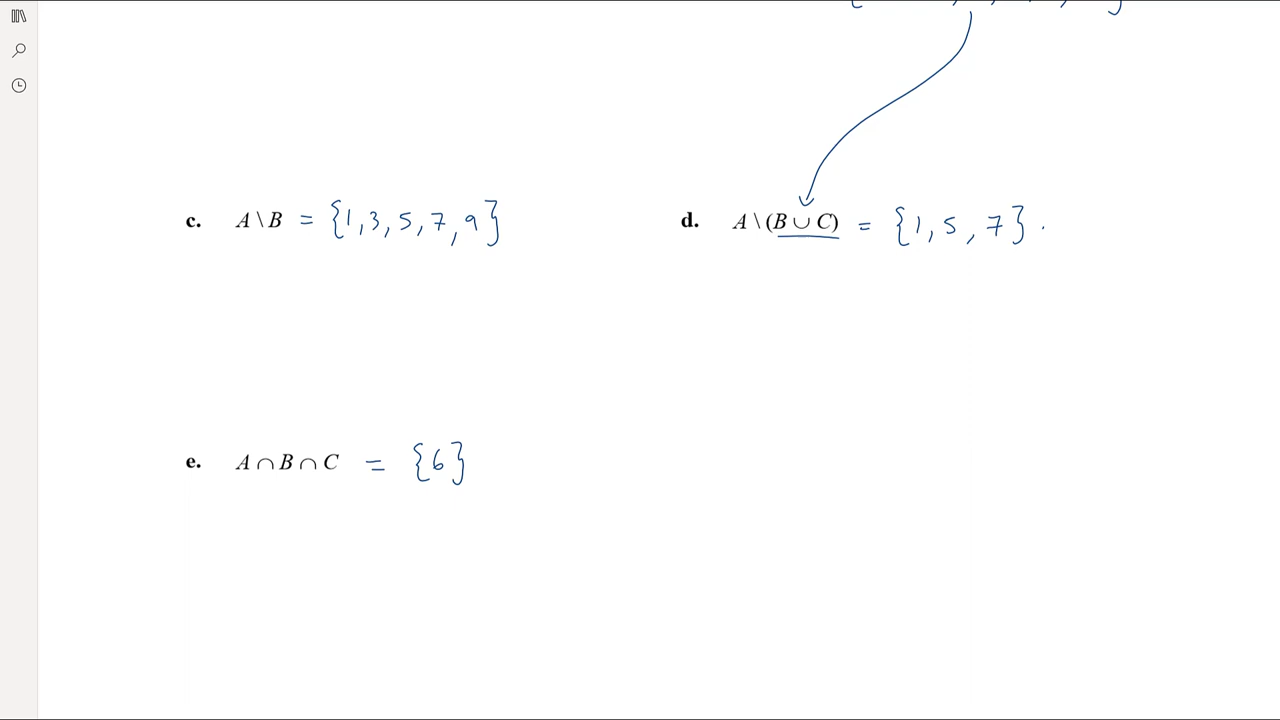 c. A \ B = {1,3,5,7,9}
d. A \ (B ∪ C) = {1,5,7}.
e. A ∩ B ∩ C = {6}